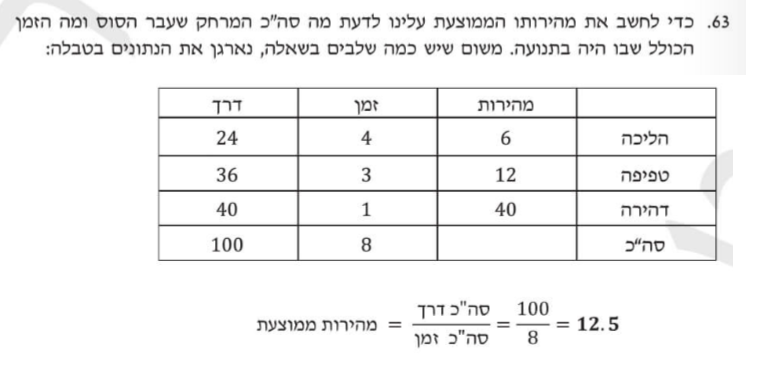 63. כדי לחשב את מהירותו הממוצעת עלינו לדעת מה סה"כ המרחק שעבר הסוס ומה הזמן
הכולל שבו היה בתנועה. משום שיש כמה שלבים בשאלה, נארגן את הנתונים בטבלה:
מהירות זמן דרך
הליכה 6 4 24
טפיפה 12 3 36
דהירה 40 1 40
סה"כ 8 100
מהירות ממוצעת = סה"כ דרך / סה"כ זמן = 100 / 8 = 12.5